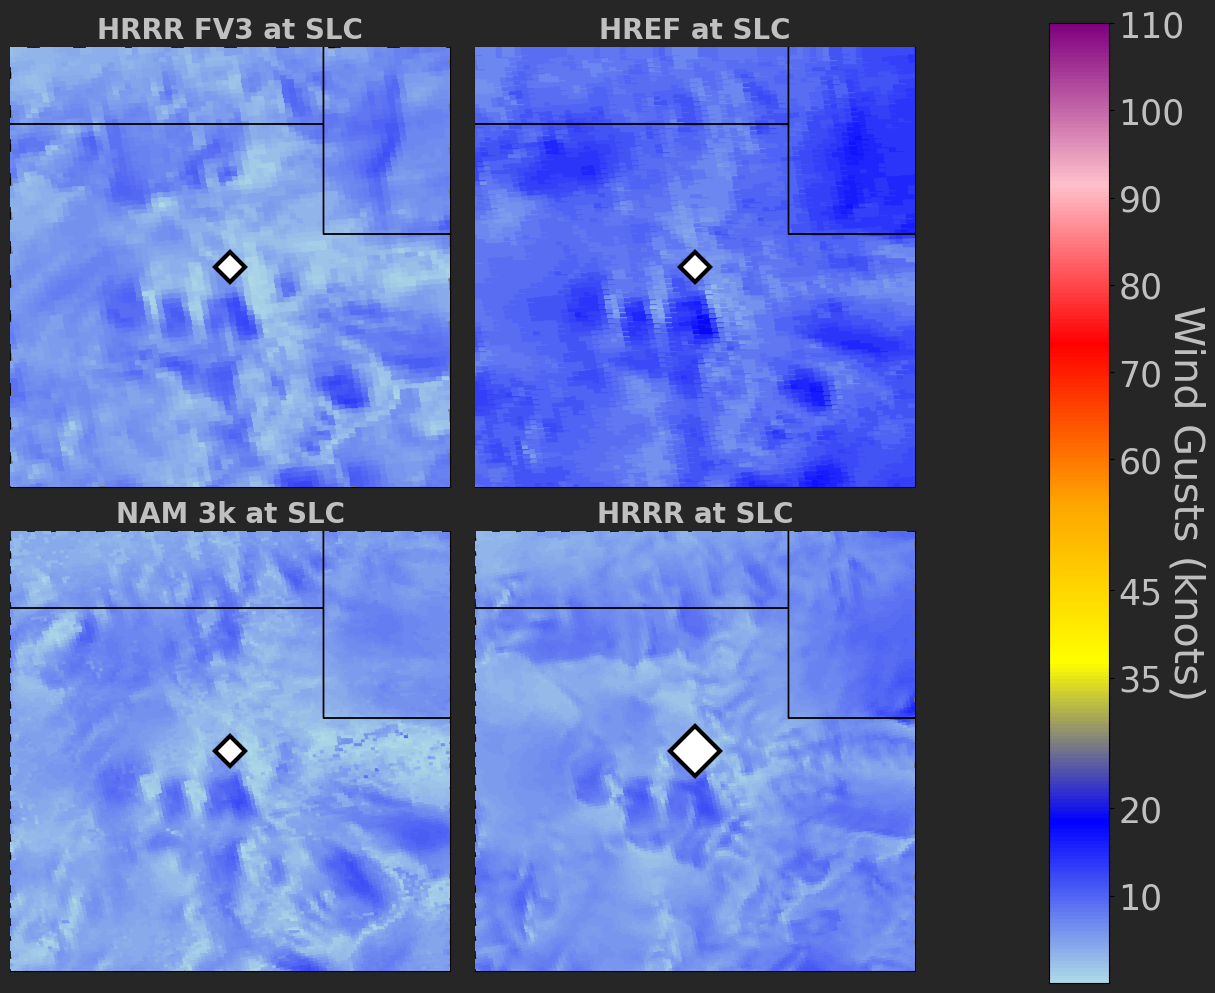 HRRR FV3 at SLC
HREF at SLC
NAM 3k at SLC
HRRR at SLC
110
100
90
80
70
60
45
35
20
10
Wind Gusts (knots)